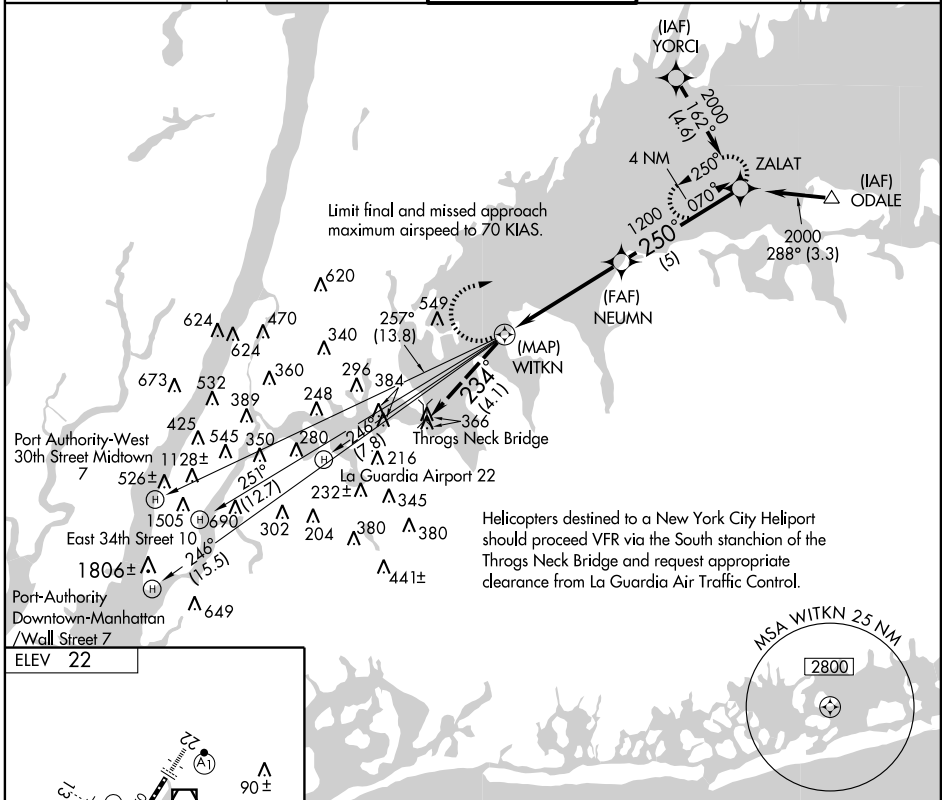 (IAF)
YORCI
2000
162°
(4.6)
4 NM
250°
070°
ZALAT
(IAF)
ODALE
2000
288° (3.3)
1200
250°
(5)
Limit final and missed approach
maximum airspeed to 70 KIAS.
(FAF)
NEUMN
620
549
257°
(13.8)
(MAP)
WITKN
624
624
470
340
234°
(4.1)
673
532
360
296
384
389
248
246°
(7.8)
366
Throgs Neck Bridge
425
545
350
280
Port Authority-West
30th Street Midtown
7
1128±
526±
251°
(12.7)
216
La Guardia Airport 22
232±
345
1505
690
302
204
380
380
East 34th Street 10
246°
(15.5)
1806±
441±
Port-Authority
Downtown-Manhattan
/Wall Street 7
649
H
H
H
H
Helicopters destined to a New York City Heliport
should proceed VFR via the South stanchion of the
Throgs Neck Bridge and request appropriate
clearance from La Guardia Air Traffic Control.
MSA WITKN 25 NM
2800
ELEV 22
22
A1
13
90±